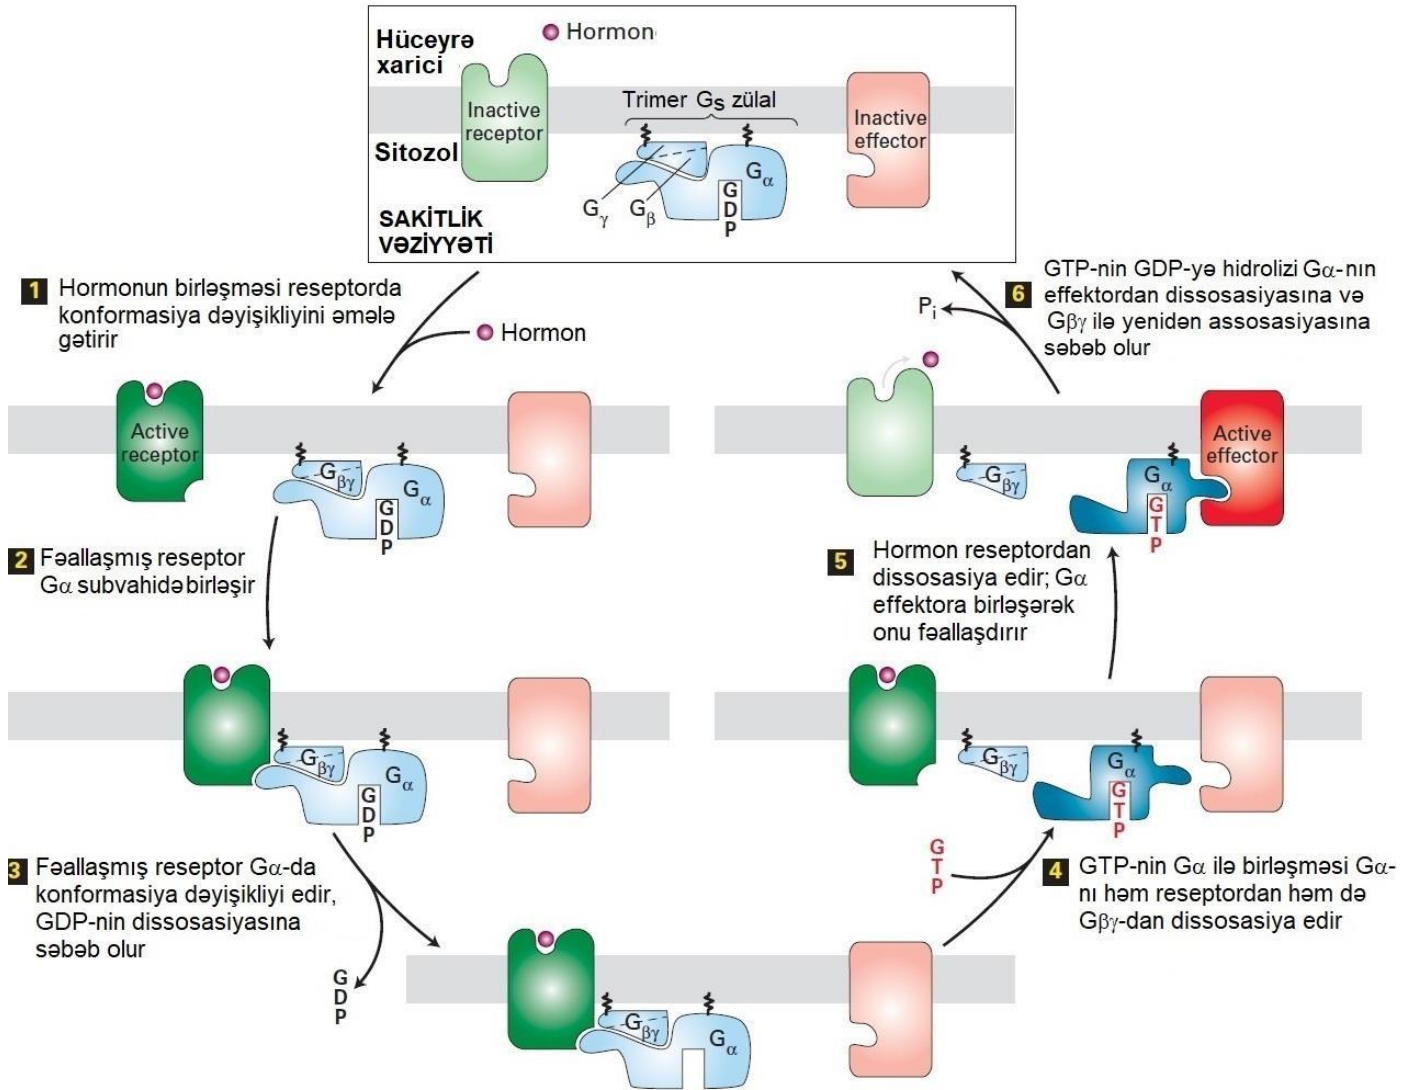 Hüceyrə
xarici
Hormon
Inactive
receptor
Trimer Gs zülal
Inactive
effector
Sitozol
Gα
GDP
Gγ
Gβ
SAKİTLİK
VƏZİYYƏTİ
1 Hormonun birləşməsi reseptorda
konformasiya dəyişikliyini əmələ
gətirir
Hormon
Active
receptor
Gβγ
Gα
GDP
2 Fəallaşmış reseptor
Gα subvahidəbirləşir
Gβγ
Gα
GDP
3 Fəallaşmış reseptor Gα-da
konformasiya dəyişikliyi edir,
GDP-nin dissosasiyasına
səbəb olur
GDP
Gβγ
Gα
GTP
4 GTP-nin Gα ilə birləşməsi Gα-
nı həm reseptordan həm də
Gβγ-dan dissosasiya edir
Gβγ
Gα
GTP
5 Hormon reseptordan
dissosasiya edir; Gα
effektora birləşərək
onu fəallaşdırır
Gβγ
Gα
GTP
Active
effector
6 GTP-nin GDP-yə hidrolizi Gα-nın
effektordan dissosasiyasına və
Gβγ ilə yenidən assosasiyasına
səbəb olur
Pi